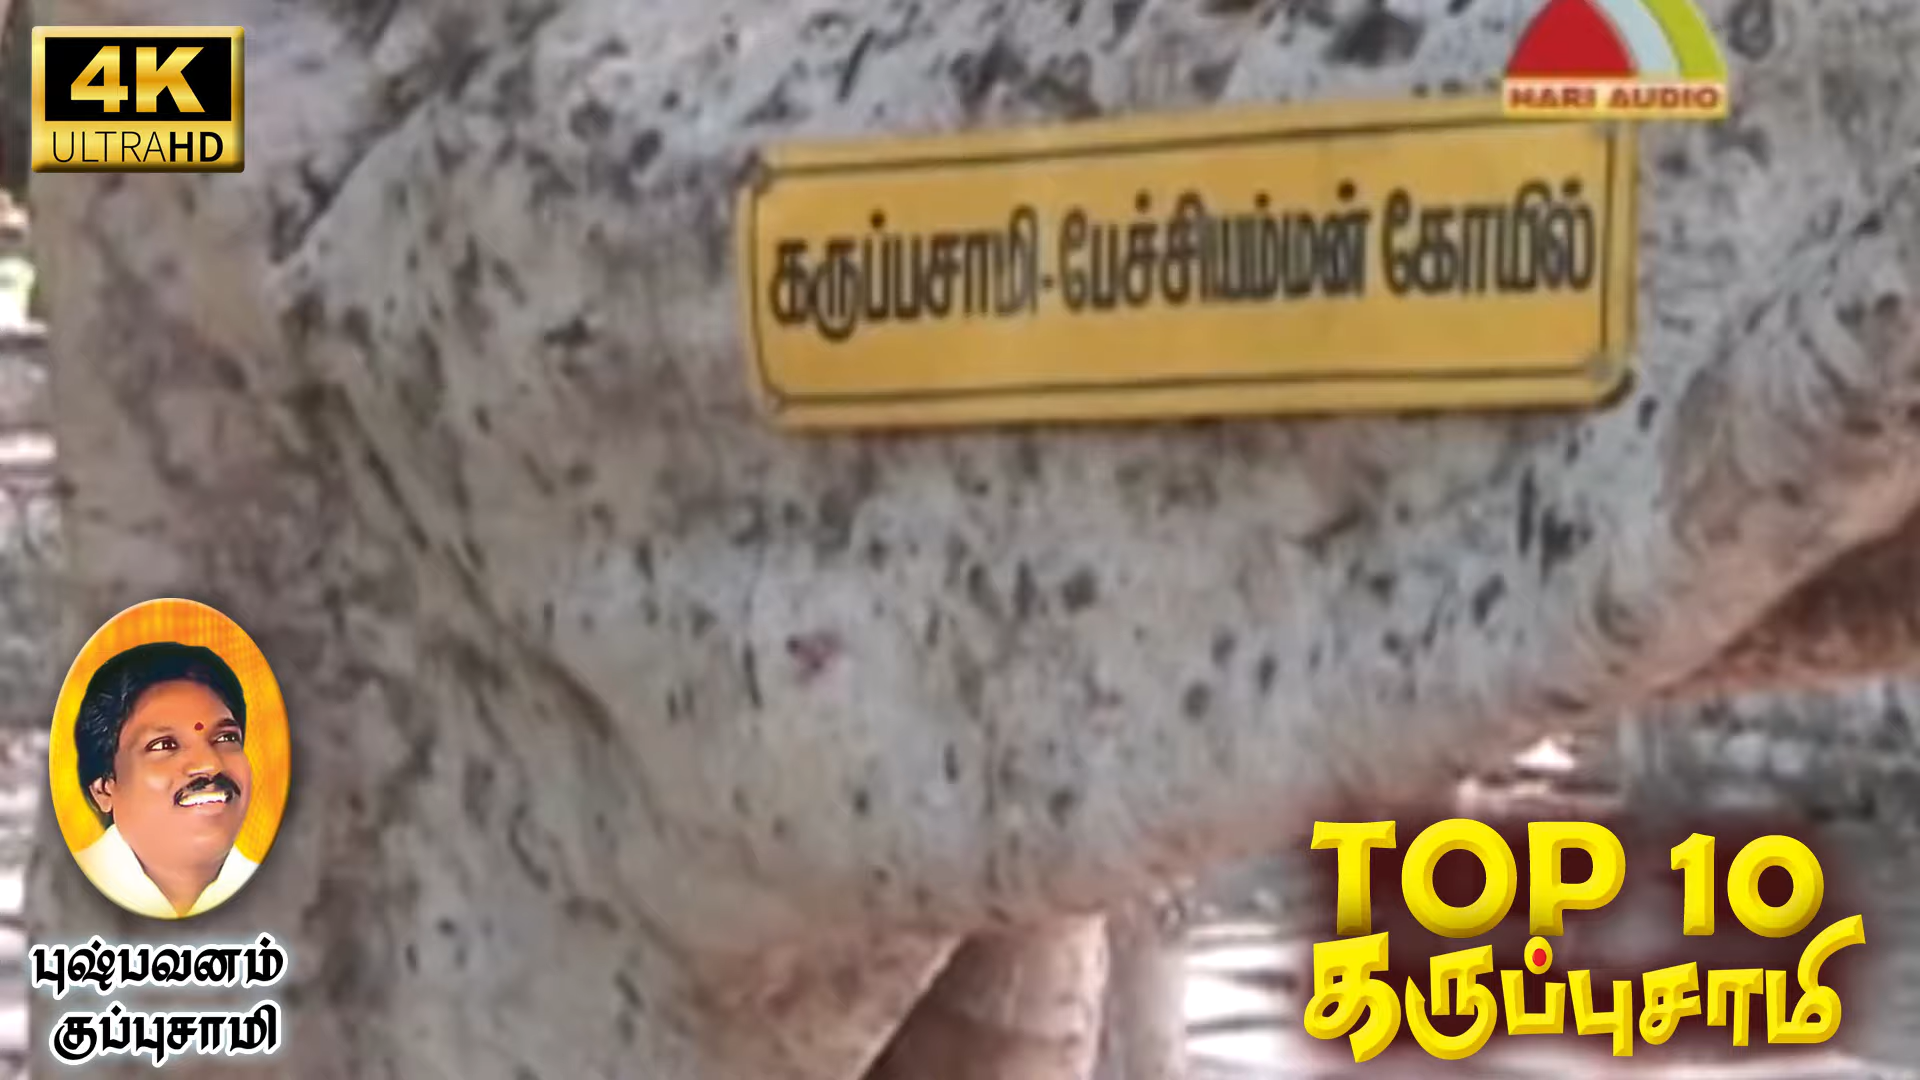 4K
ULTRAHD
HARI AUDIO
கருப்பசாமி-பேச்சியம்மன் கோயில்
புஷ்பவனம்
குப்புசாமி
TOP 10
கருப்புசாமி